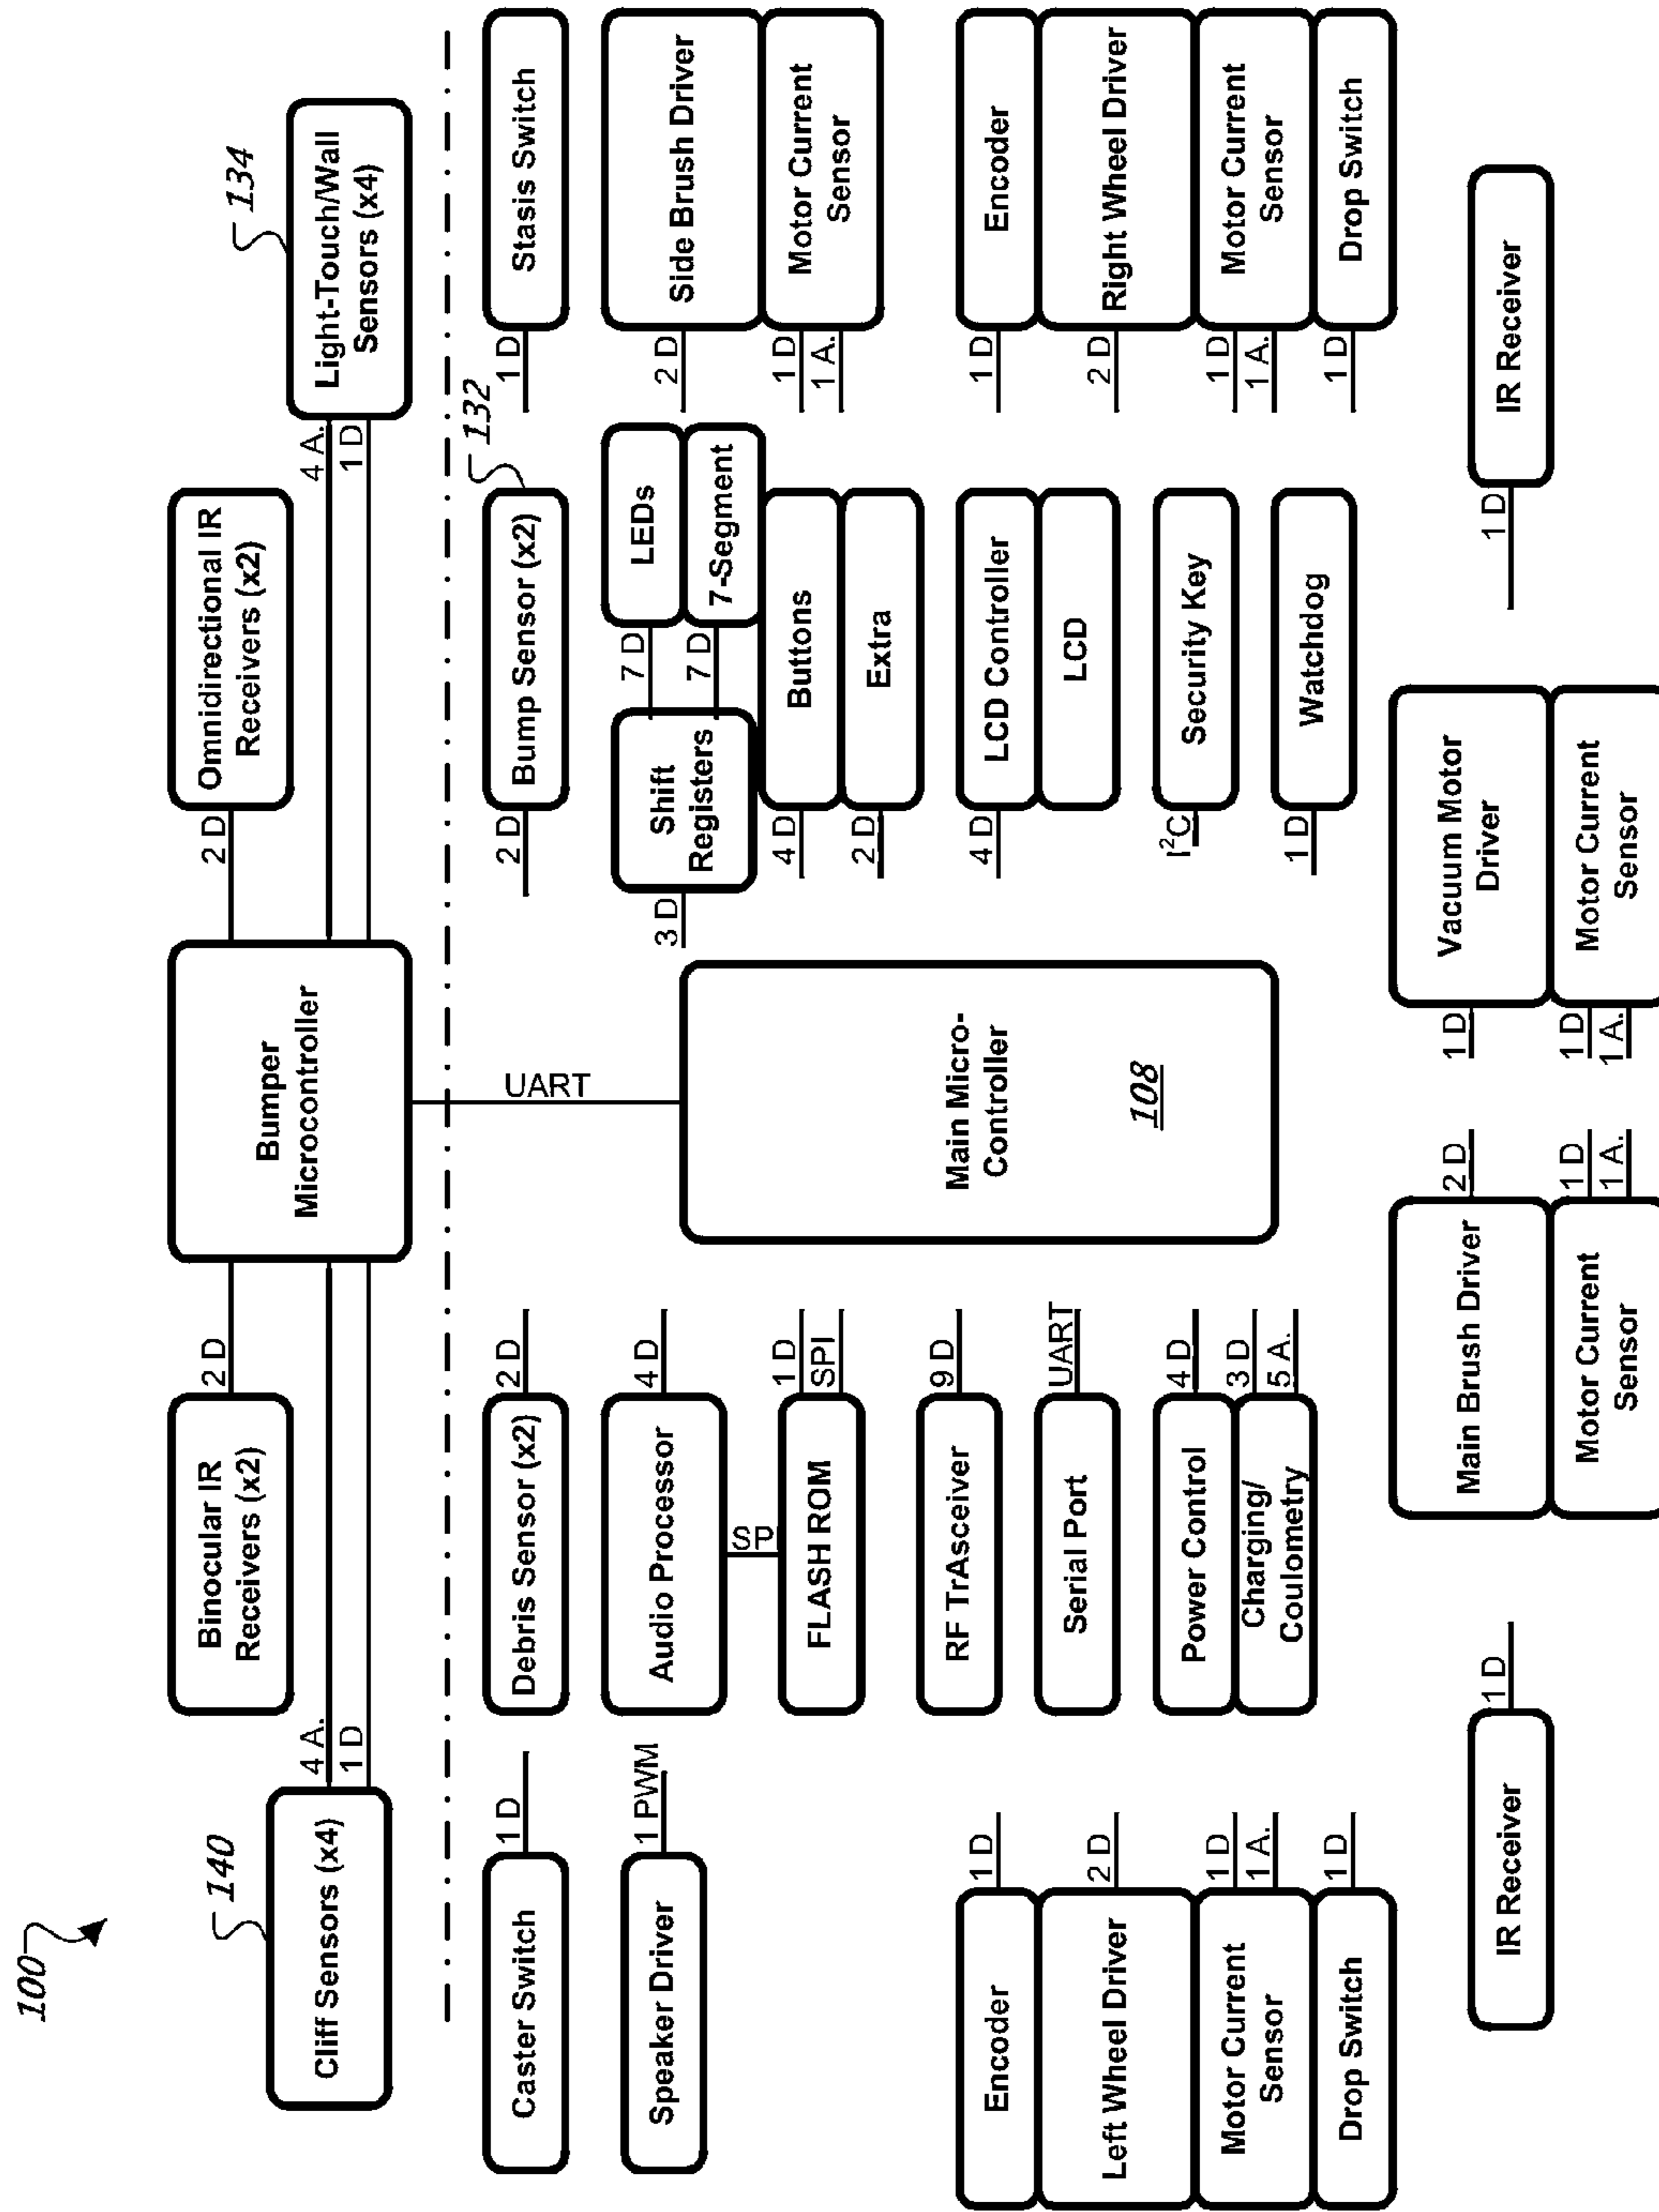 100
140
Cliff Sensors (x4)
4 A.
1 D
Binocular IR
Receivers (x2)
2 D
Bumper
Microcontroller
2 D
Omnidirectional IR
Receivers (x2)
4 A.
1 D
134
Light-Touch/Wall
Sensors (x4)
UART
Caster Switch
1 D
Speaker Driver
1 PWM
Debris Sensor (x2)
2 D
Audio Processor
4 D
SPI
FLASH ROM
1 D
SPI
RF TrAsceiver
9 D
Serial Port
UART
Power Control
4 D
Charging/
Coulometry
3 D
5 A.
Main Micro-
Controller
108
2 D
Bump Sensor (x2)
132
3 D
Shift
Registers
7 D
LEDs
7 D
7-Segment
4 D
Buttons
2 D
Extra
4 D
LCD Controller
LCD
I²C
Security Key
1 D
Watchdog
1 D
Stasis Switch
2 D
Side Brush Driver
1 D
1 A.
Motor Current
Sensor
1 D
Encoder
2 D
Right Wheel Driver
1 D
1 A.
Motor Current
Sensor
1 D
Drop Switch
Encoder
1 D
Left Wheel Driver
2 D
Motor Current
Sensor
1 D
1 A.
Drop Switch
1 D
IR Receiver
1 D
Main Brush Driver
2 D
Motor Current
Sensor
1 D
1 A.
1 D
Vacuum Motor
Driver
1 D
1 A.
Motor Current
Sensor
1 D
IR Receiver